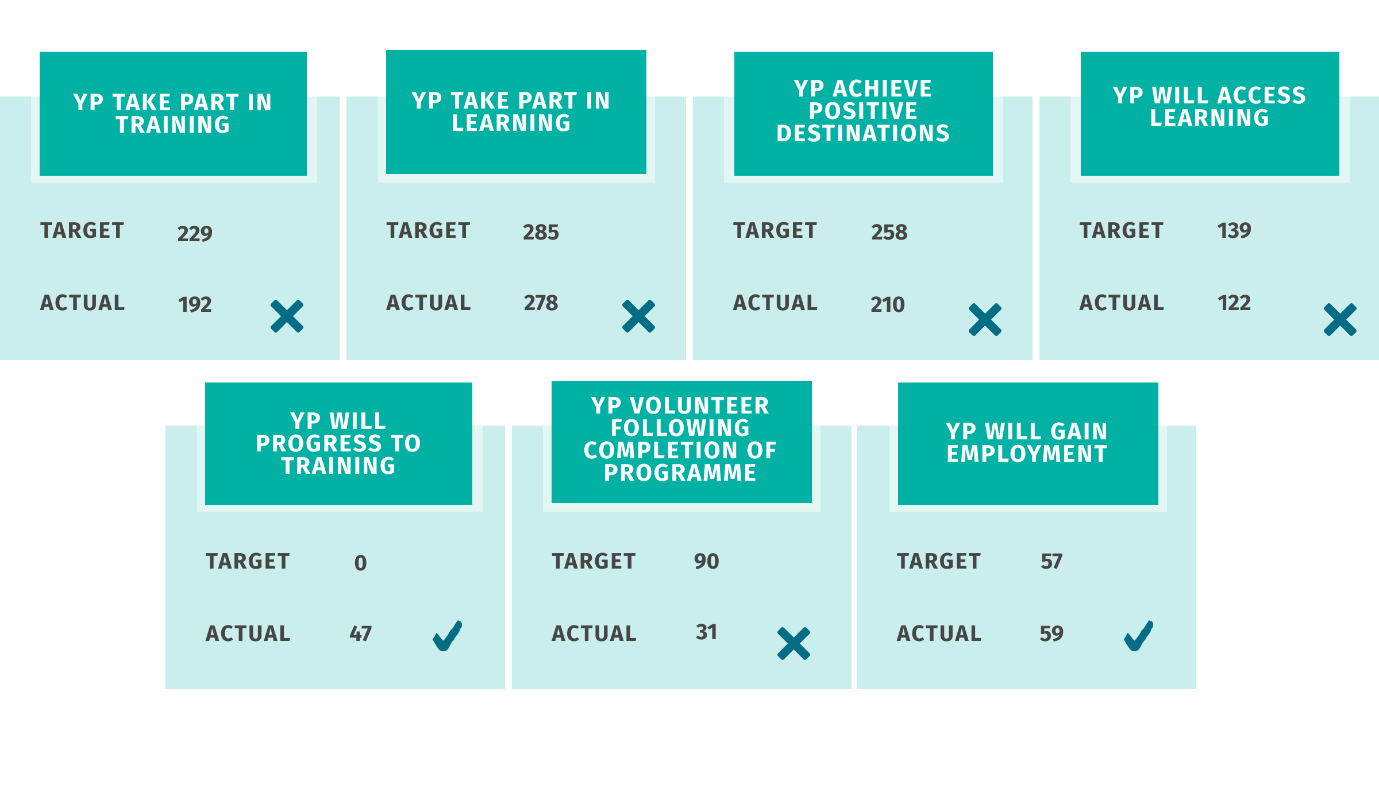 YP TAKE PART IN
TRAINING
TARGET 229
ACTUAL 192
YP TAKE PART IN
LEARNING
TARGET 285
ACTUAL 278
YP ACHIEVE
POSITIVE
DESTINATIONS
TARGET 258
ACTUAL 210
YP WILL ACCESS
LEARNING
TARGET 139
ACTUAL 122
YP WILL
PROGRESS TO
TRAINING
TARGET 0
ACTUAL 47
YP VOLUNTEER
FOLLOWING
COMPLETION OF
PROGRAMME
TARGET 90
ACTUAL 31
YP WILL GAIN
EMPLOYMENT
TARGET 57
ACTUAL 59